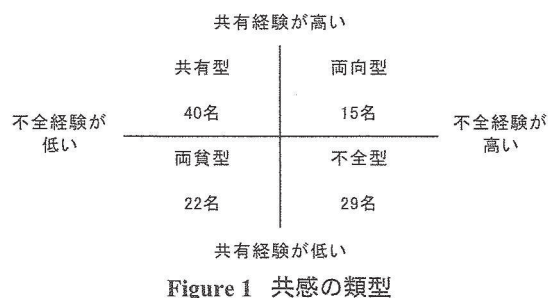 共有経験が高い
共有型 両向型
40名 15名
不全経験が
低い
不全経験が
高い
両貧型 不全型
22名 29名
共有経験が低い
Figure 1 共感の類型